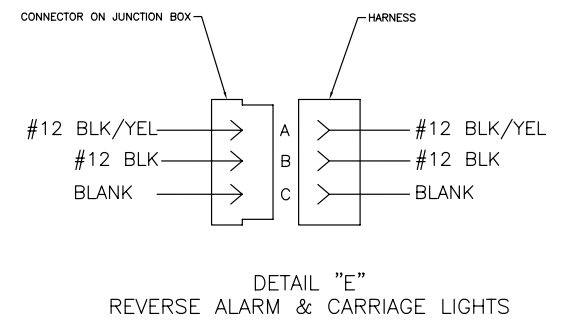 CONNECTOR ON JUNCTION BOX HARNESS
#12 BLK/YEL A #12 BLK/YEL
#12 BLK B #12 BLK
BLANK C BLANK
DETAIL "E"
REVERSE ALARM & CARRIAGE LIGHTS